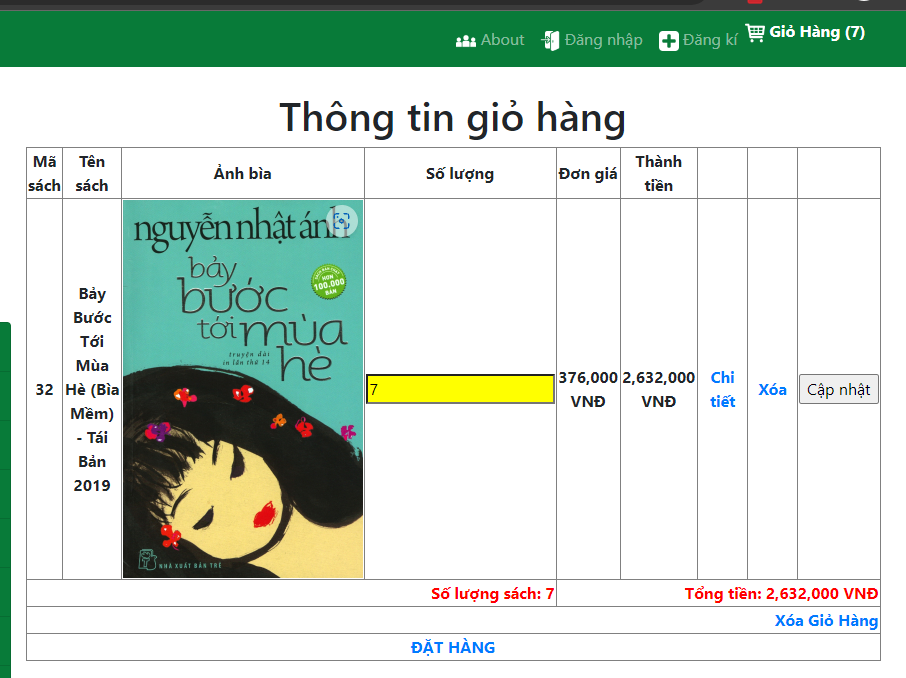 About Đăng nhập Đăng kí Giỏ Hàng (7)
Thông tin giỏ hàng
Mã sách
Tên sách
Ảnh bìa
Số lượng
Đơn giá
Thành tiền
32
Bảy
Bước
Tới
Mùa
Hè (Bìa
Mềm)
- Tái
Bản
2019
nguyễn nhật ánh
bảy
bước
tới mùa
hè
truyện dài
in lần thứ 14
HƠN
100.000
BẢN
NHÀ XUẤT BẢN TRẺ
7
376,000
VNĐ
2,632,000
VNĐ
Chi
tiết
Xóa
Cập nhật
Số lượng sách: 7
Tổng tiền: 2,632,000 VNĐ
Xóa Giỏ Hàng
ĐẶT HÀNG